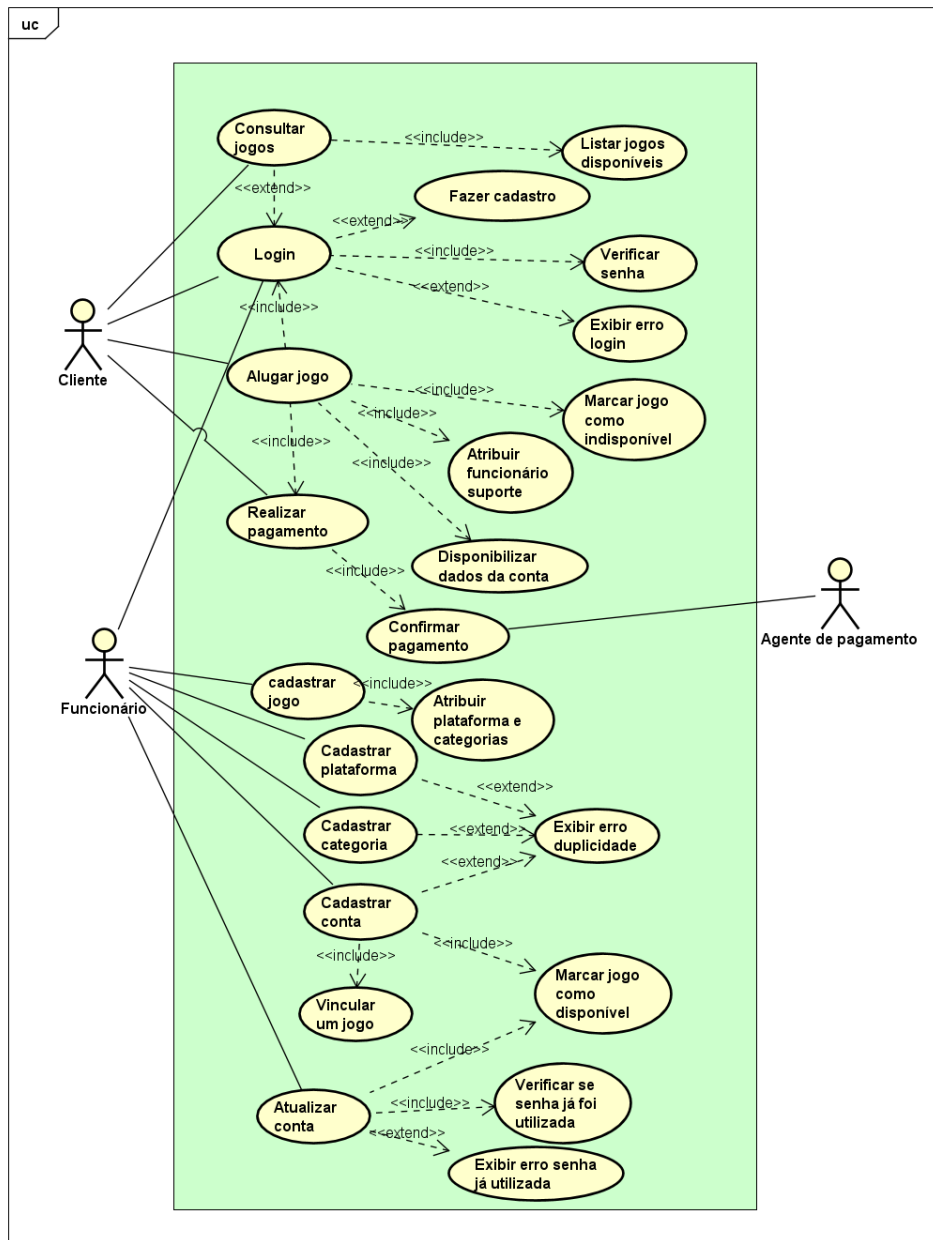 uc
Consultar
jogos
<<include>>
Listar jogos
disponíveis
<<extend>>
Fazer cadastro
<<extend>>
Login
<<include>>
Verificar
senha
<<extend>>
<<include>>
Exibir erro
login
Cliente
Alugar jogo
Marcar jogo
como
indisponível
<<include>>
<<include>>
<<include>>
<<include>>
Atribuir
funcionário
suporte
Realizar
pagamento
Disponibilizar
dados da conta
<<include>>
Confirmar
pagamento
Agente de pagamento
Funcionário
cadastrar
jogo
<<include>>
Atribuir
plataforma e
categorias
Cadastrar
plataforma
<<extend>>
Cadastrar
categoria
<<extend>>
Exibir erro
duplicidade
<<extend>>
Cadastrar
conta
<<include>>
<<include>>
Marcar jogo
como
disponível
Vincular
um jogo
<<include>>
Atualizar
conta
<<include>>
Verificar se
senha já foi
utilizada
<<extend>>
Exibir erro senha
já utilizada